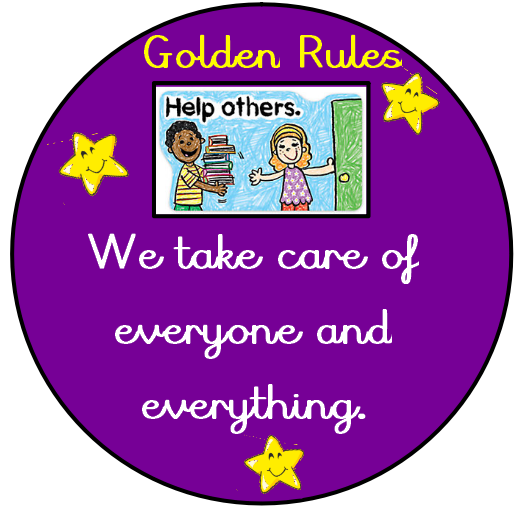 Golden Rules
Help others.
We take care of
everyone and
everything.